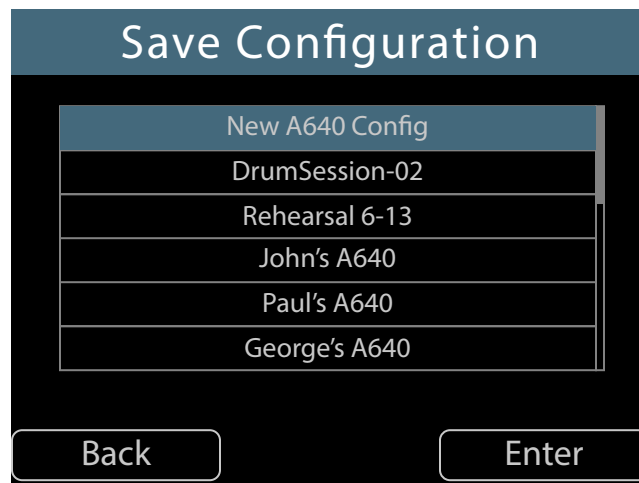 Save Configuration
New A640 Config
DrumSession-02
Rehearsal 6-13
John's A640
Paul's A640
George's A640
Back
Enter